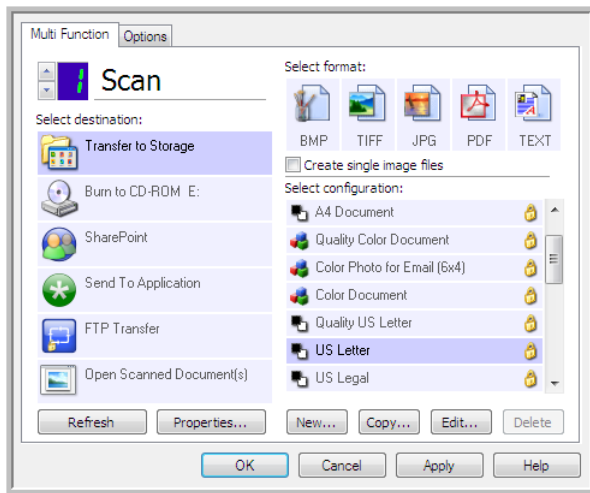 Multi Function
Options
1 Scan
Select destination:
Transfer to Storage
Burn to CD-ROM E:
SharePoint
Send To Application
FTP Transfer
Open Scanned Document(s)
Refresh
Properties...
Select format:
BMP
TIFF
JPG
PDF
TEXT
Create single image files
Select configuration:
A4 Document
Quality Color Document
Color Photo for Email (6x4)
Color Document
Quality US Letter
US Letter
US Legal
New...
Copy...
Edit...
Delete
OK
Cancel
Apply
Help